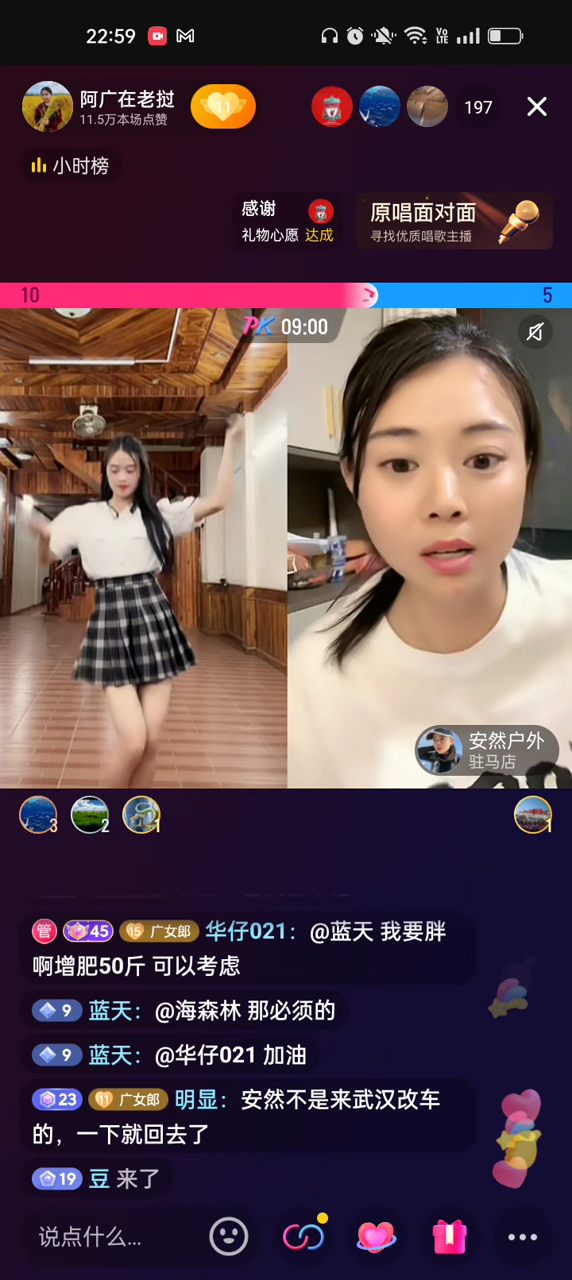 22:59
VoLTE
阿广在老挝
11.5万本场点赞
11
197
小时榜
感谢
礼物心愿 达成
原唱面对面
寻找优质唱歌主播
10
5
PK 09:00
安然户外
驻马店
3
2
1
1
管 45 15 广女郎 华仔021：@蓝天 我要胖
啊增肥50斤 可以考虑
9 蓝天：@海森林 那必须的
9 蓝天：@华仔021 加油
23 11 广女郎 明显：安然不是来武汉改车
的，一下就回去了
19 豆 来了
说点什么...